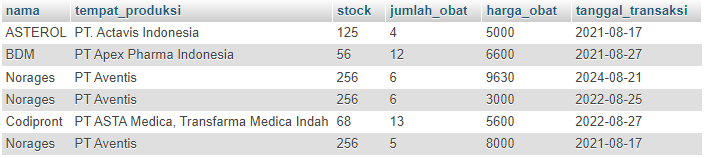 nama tempat_produksi stock jumlah_obat harga_obat tanggal_transaksi
ASTEROL PT. Actavis Indonesia 125 4 5000 2021-08-17
BDM PT Apex Pharma Indonesia 56 12 6600 2021-08-27
Norages PT Aventis 256 6 9630 2024-08-21
Norages PT Aventis 256 6 3000 2022-08-25
Codipront PT ASTA Medica, Transfarma Medica Indah 68 13 5600 2022-08-27
Norages PT Aventis 256 5 8000 2021-08-17